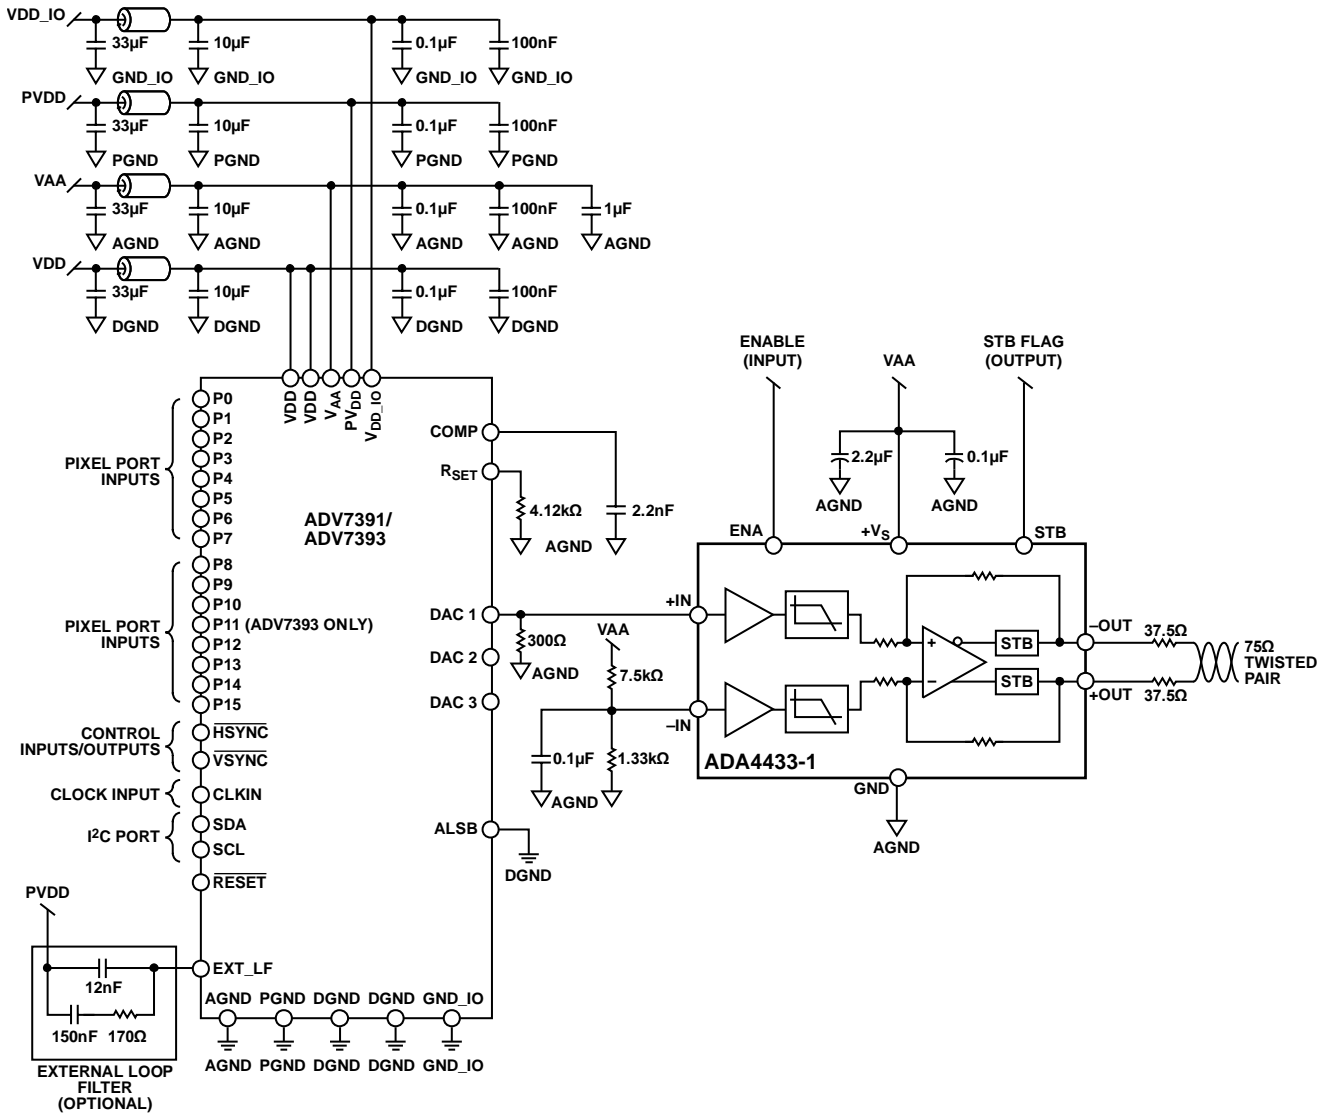 VDD_IO
33µF
10µF
0.1µF
100nF
GND_IO
GND_IO
GND_IO
GND_IO
PVDD
33µF
10µF
0.1µF
100nF
PGND
PGND
PGND
PGND
VAA
33µF
10µF
0.1µF
100nF
1µF
AGND
AGND
AGND
AGND
AGND
VDD
33µF
10µF
0.1µF
100nF
DGND
DGND
DGND
DGND
VDD
VDD
VAA
PVDD
VDD_IO
PIXEL PORT
INPUTS
P0
P1
P2
P3
P4
P5
P6
P7
PIXEL PORT
INPUTS
P8
P9
P10
P11 (ADV7393 ONLY)
P12
P13
P14
P15
CONTROL
INPUTS/OUTPUTS
HSYNC
VSYNC
CLOCK INPUT
CLKIN
I2C PORT
SDA
SCL
RESET
PVDD
EXT_LF
12nF
150nF
170Ω
EXTERNAL LOOP
FILTER
(OPTIONAL)
ADV7391/
ADV7393
COMP
RSET
4.12kΩ
2.2nF
AGND
DAC 1
DAC 2
DAC 3
300Ω
AGND
VAA
7.5kΩ
0.1µF
1.33kΩ
AGND
ALSB
DGND
AGND
PGND
DGND
DGND
GND_IO
AGND
PGND
DGND
DGND
GND_IO
ENABLE
(INPUT)
VAA
STB FLAG
(OUTPUT)
2.2µF
0.1µF
AGND
AGND
ENA
+VS
STB
+IN
–IN
+
–
STB
STB
–OUT
+OUT
37.5Ω
37.5Ω
75Ω
TWISTED
PAIR
ADA4433-1
GND
AGND